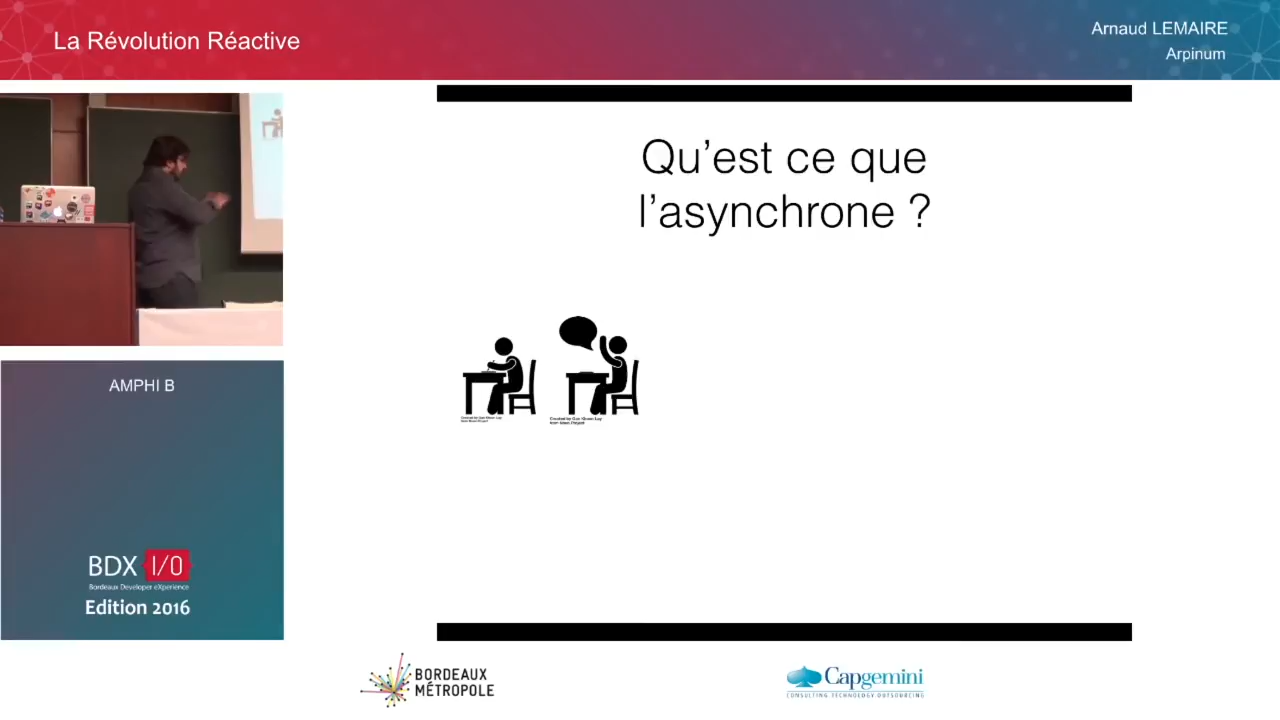 La Révolution Réactive
Arnaud LEMAIRE
Arpinum
Qu’est ce que
l’asynchrone ?
AMPHI B
BDX I/O
Bordeaux Developer eXperience
Edition 2016
BORDEAUX
MÉTROPOLE
Capgemini
CONSULTING.TECHNOLOGY.OUTSOURCING